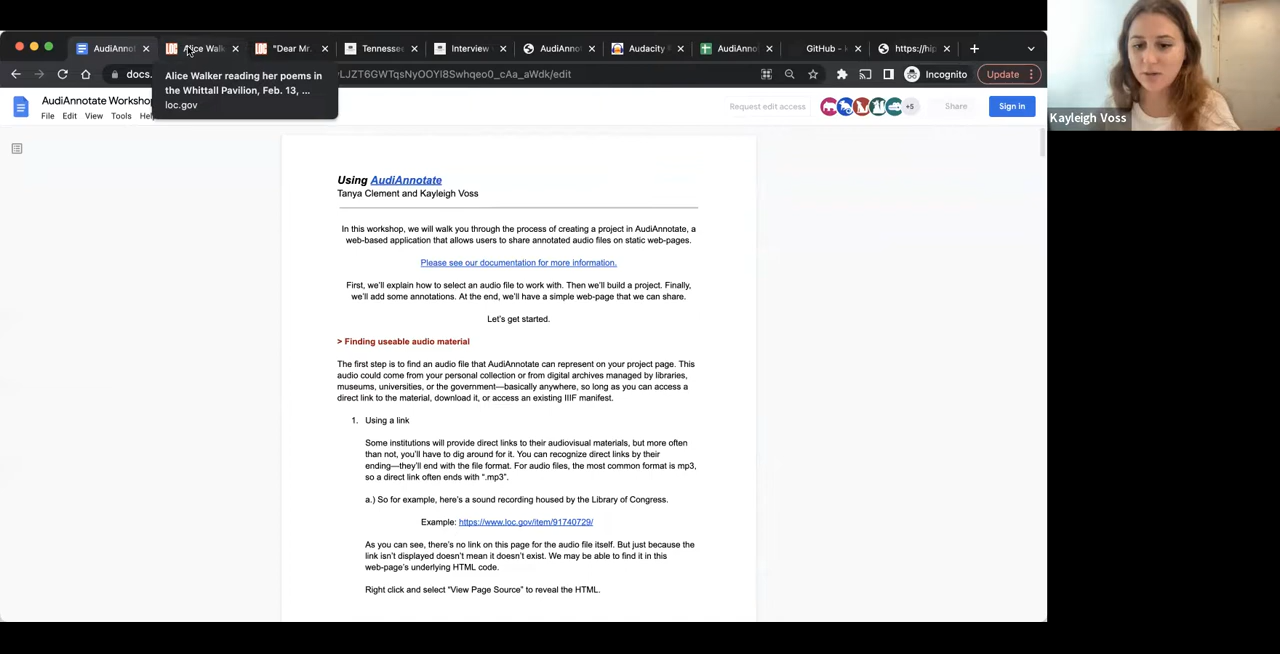 AudiAnnot
Alice Walk
"Dear Mr.
Tennessee
Interview
AudiAnno
Audacity
AudiAnno
GitHub -
https://hip
docs.
LJZT6GWTqsNyOOYI8Swhqeo0_cAa_aWdk/edit
Incognito
Update
Alice Walker reading her poems in
the Whittall Pavilion, Feb. 13, ...
loc.gov
AudiAnnotate Workshop
File Edit View Tools Hel
Request edit access
+5
Share
Sign in
Kayleigh Voss
Using AudiAnnotate
Tanya Clement and Kayleigh Voss
In this workshop, we will walk you through the process of creating a project in AudiAnnotate, a
web-based application that allows users to share annotated audio files on static web-pages.
Please see our documentation for more information.
First, we'll explain how to select an audio file to work with. Then we'll build a project. Finally,
we'll add some annotations. At the end, we'll have a simple web-page that we can share.
Let's get started.
> Finding useable audio material
The first step is to find an audio file that AudiAnnotate can represent on your project page. This
audio could come from your personal collection or from digital archives managed by libraries,
museums, universities, or the government—basically anywhere, so long as you can access a
direct link to the material, download it, or access an existing IIIF manifest.
1. Using a link
Some institutions will provide direct links to their audiovisual materials, but more often
than not, you'll have to dig around for it. You can recognize direct links by their
ending—they'll end with the file format. For audio files, the most common format is mp3,
so a direct link often ends with ".mp3".
a.) So for example, here's a sound recording housed by the Library of Congress.
Example: https://www.loc.gov/item/91740729/
As you can see, there's no link on this page for the audio file itself. But just because the
link isn't displayed doesn't mean it doesn't exist. We may be able to find it in this
web-page's underlying HTML code.
Right click and select "View Page Source" to reveal the HTML.